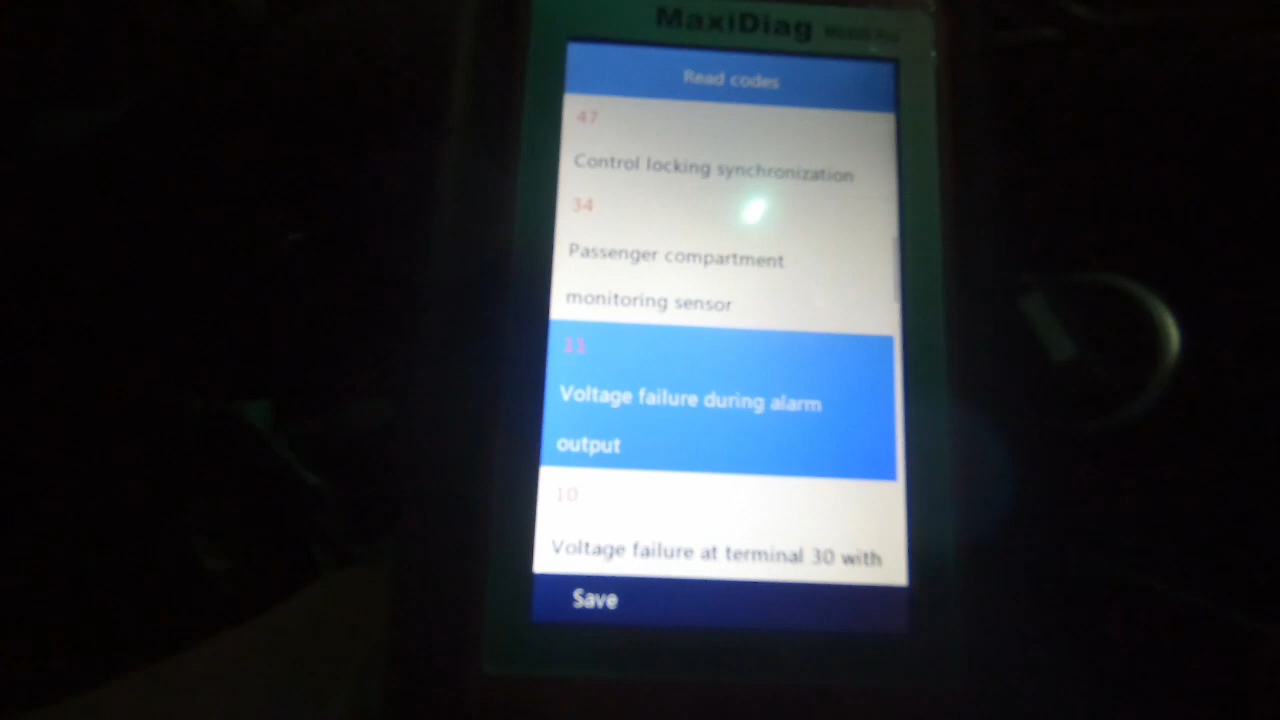 MaxiDiag
Read codes
47
Control locking synchronization
34
Passenger compartment
monitoring sensor
11
Voltage failure during alarm
output
10
Voltage failure at terminal 30 with
Save